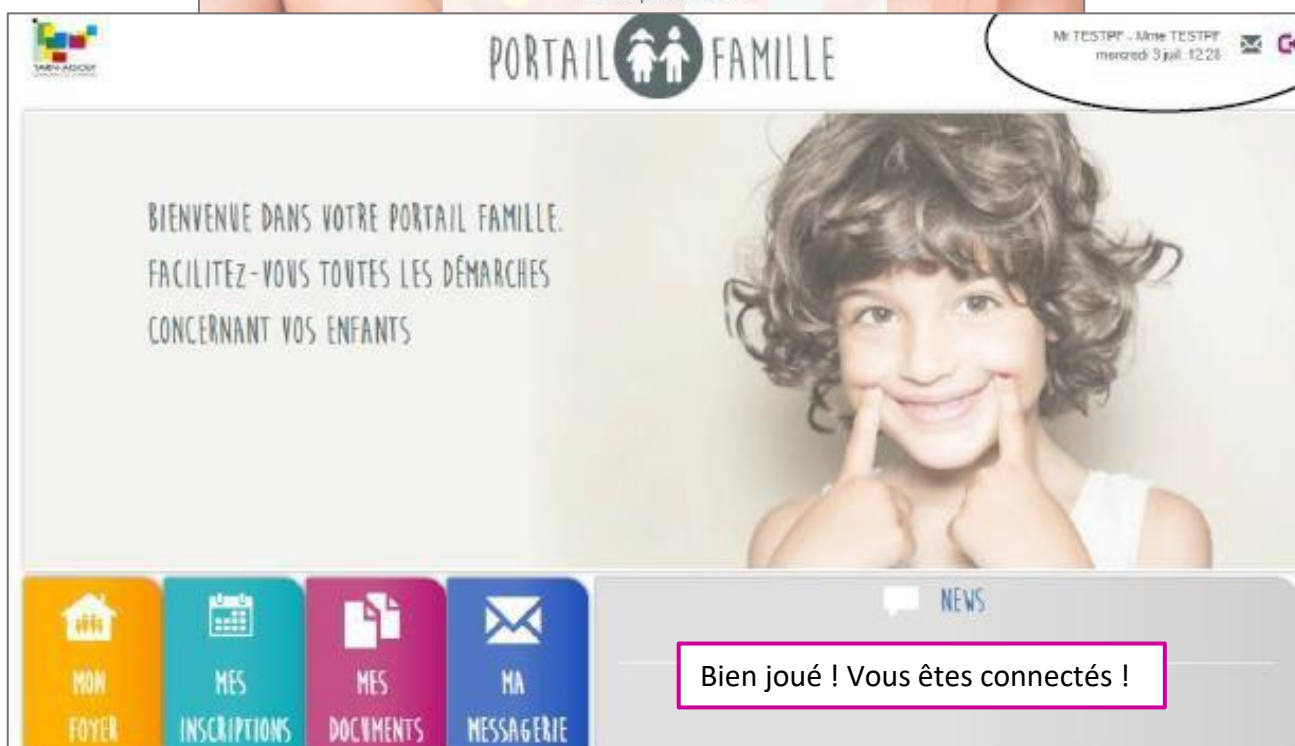 PORTAIL FAMILLE
Mr TESTPF - Mme TESTPF
mercredi 3 juil. 12:28
TARN-AGOUT
BIENVENUE DANS VOTRE PORTAIL FAMILLE.
FACILITEZ-VOUS TOUTES LES DÉMARCHES
CONCERNANT VOS ENFANTS
MON
FOYER
MES
INSCRIPTIONS
MES
DOCUMENTS
MA
MESSAGERIE
NEWS
Bien joué ! Vous êtes connectés !